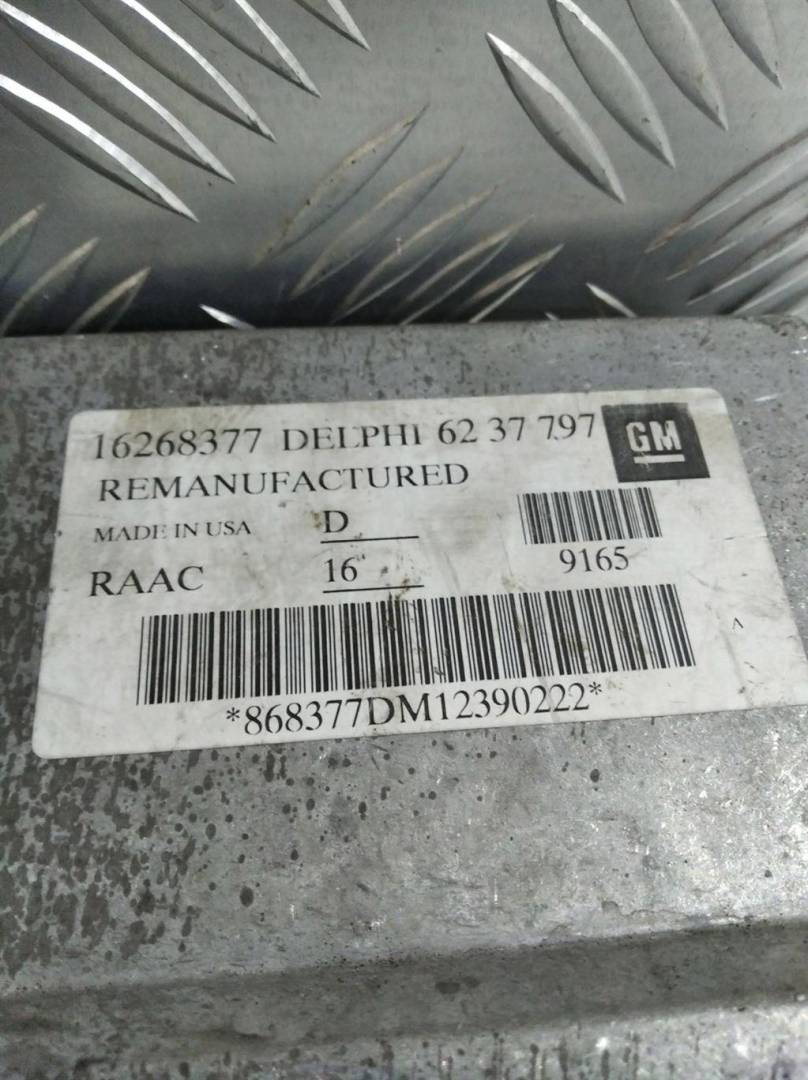 16268377 DELPHI 62 37 797 GM
REMANUFACTURED
MADE IN USA D
RAAC 16 9165
*868377DM12390222*
A